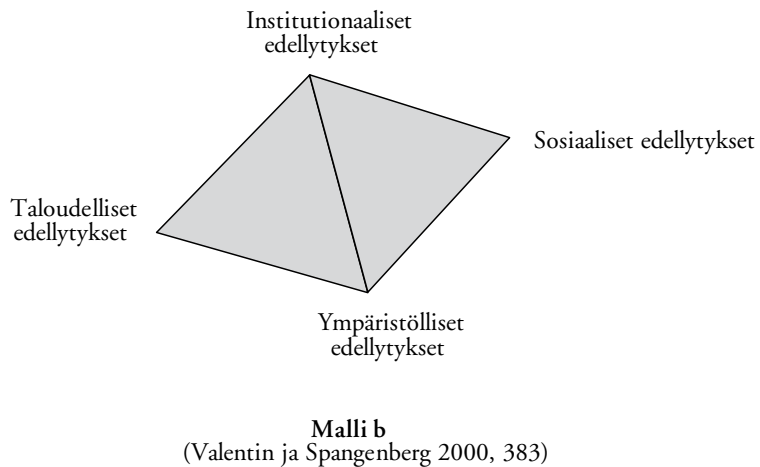 Institutionaaliset
edellytykset
Sosiaaliset edellytykset
Taloudelliset
edellytykset
Ympäristölliset
edellytykset
Malli b
(Valentin ja Spangenberg 2000, 383)